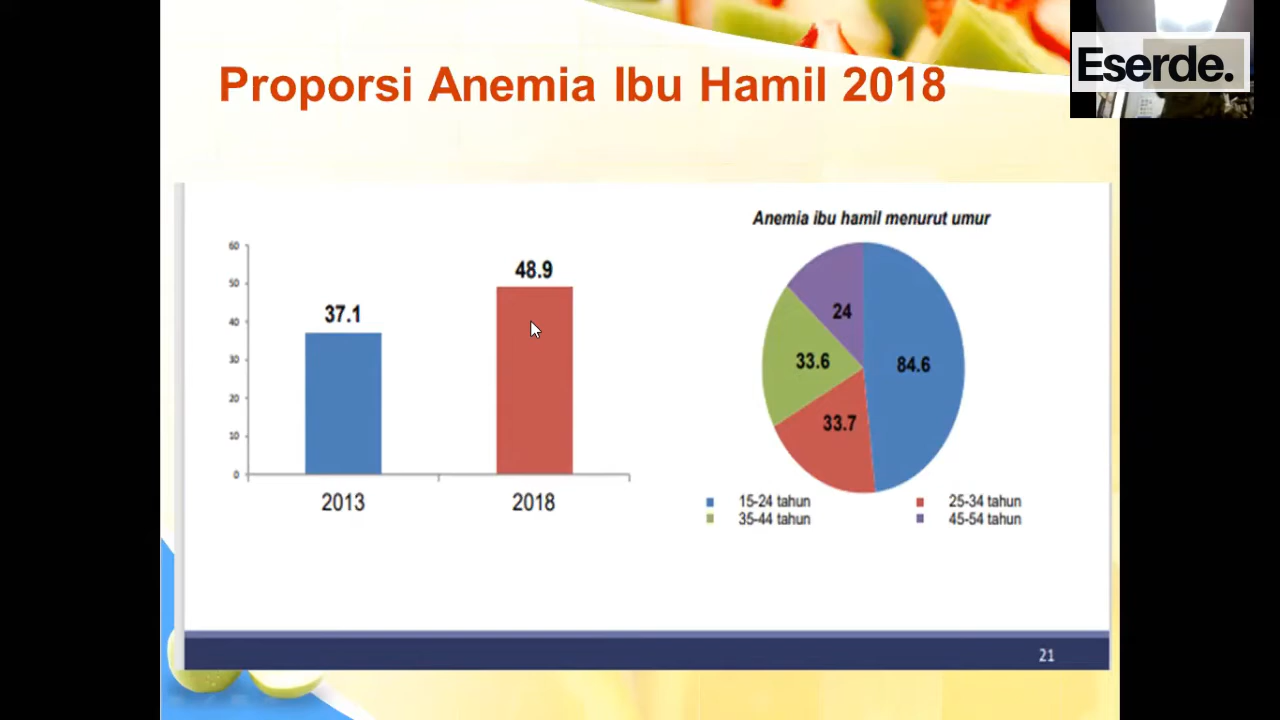 Proporsi Anemia Ibu Hamil 2018
Eserde.
Anemia ibu hamil menurut umur
60
50
40
30
20
10
0
37.1
48.9
2013
2018
84.6
33.7
33.6
24
15-24 tahun
25-34 tahun
35-44 tahun
45-54 tahun
21